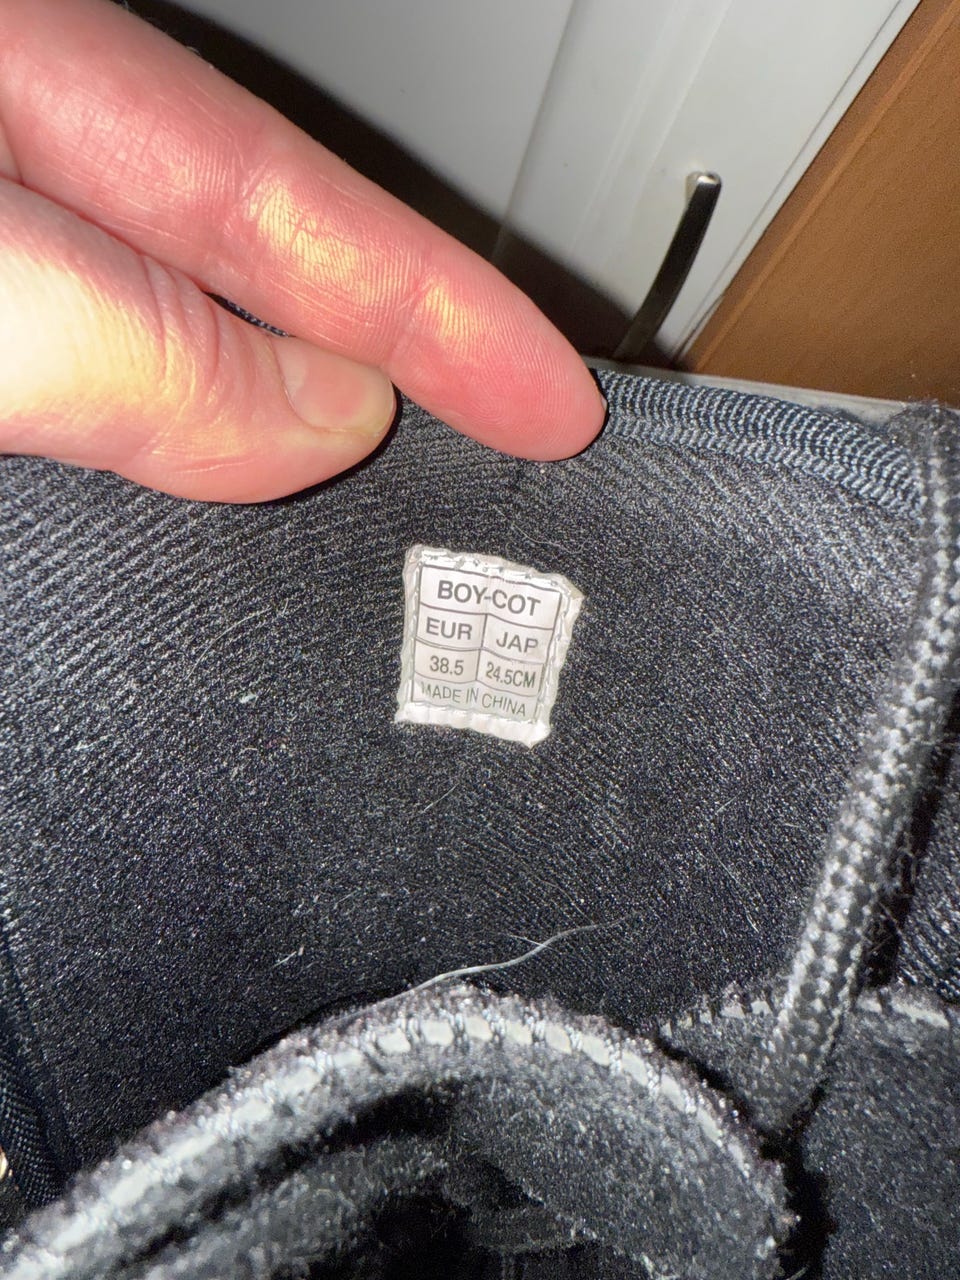 BOY-COT
EUR JAP
38.5 24.5CM
MADE IN CHINA